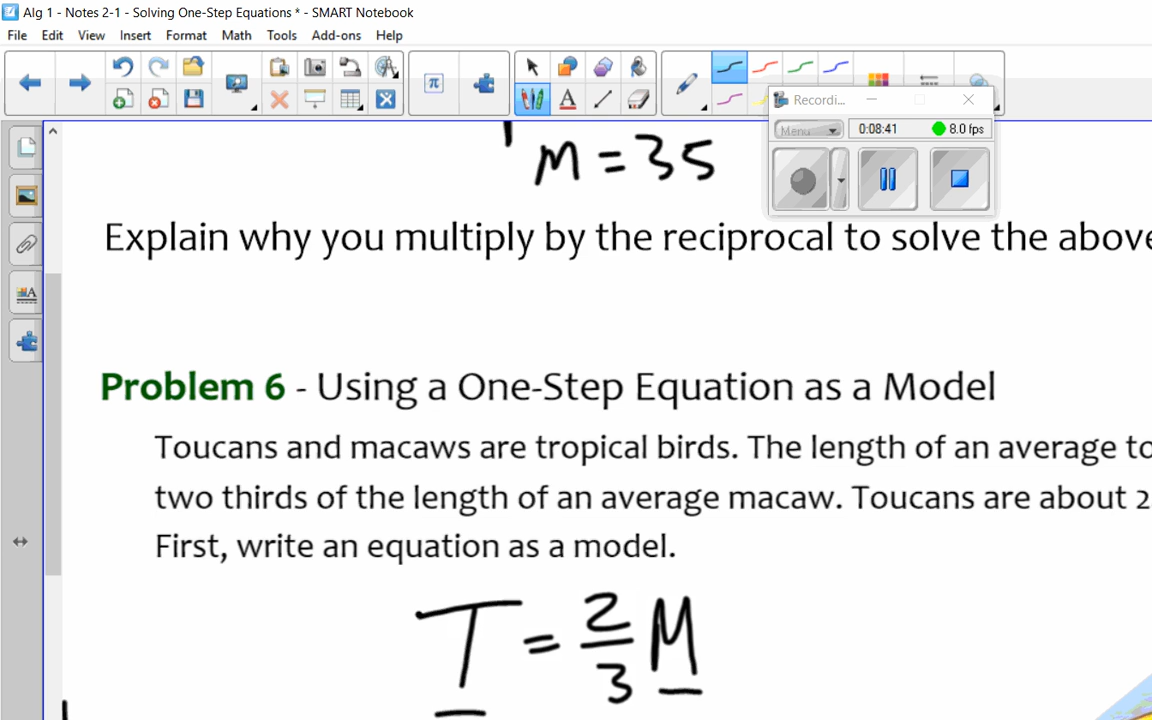 Alg 1 - Notes 2-1 - Solving One-Step Equations * - SMART Notebook
File Edit View Insert Format Math Tools Add-ons Help
Recordi...
Menu 0:08:41 8.0 fps
M = 35
Explain why you multiply by the reciprocal to solve the above
Problem 6 - Using a One-Step Equation as a Model
Toucans and macaws are tropical birds. The length of an average to
two thirds of the length of an average macaw. Toucans are about 2
First, write an equation as a model.
T = 2/3 M